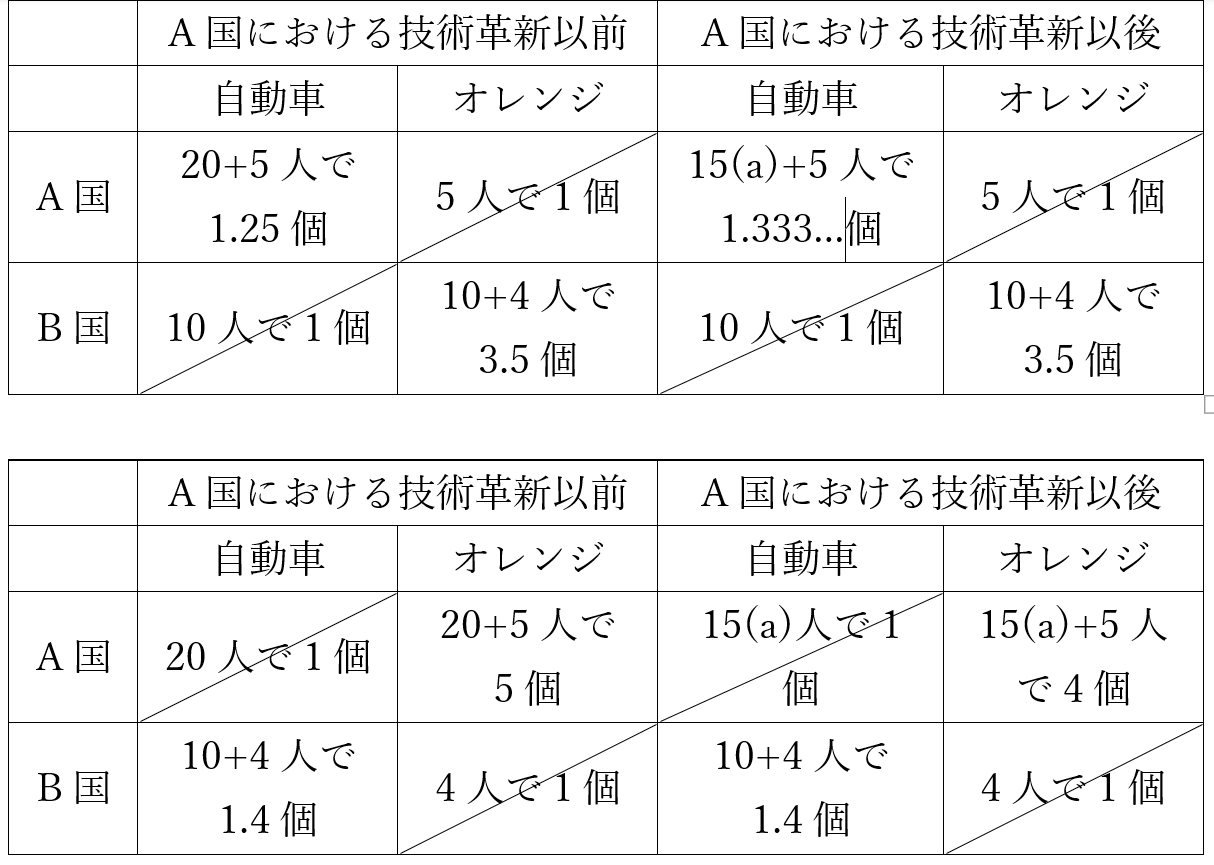 A 国における技術革新以前 A 国における技術革新以後
自動車 オレンジ 自動車 オレンジ
A 国 20+5 人で 5 人で 1 個 15(a)+5 人で 5 人で 1 個
1.25 個 1.333...個
B 国 10 人で 1 個 10+4 人で 10 人で 1 個 10+4 人で
3.5 個 3.5 個
A 国における技術革新以前 A 国における技術革新以後
自動車 オレンジ 自動車 オレンジ
A 国 20 人で 1 個 20+5 人で 15(a)人で 1 15(a)+5 人
5 個 個 で 4 個
B 国 10+4 人で 4 人で 1 個 10+4 人で 4 人で 1 個
1.4 個 1.4 個